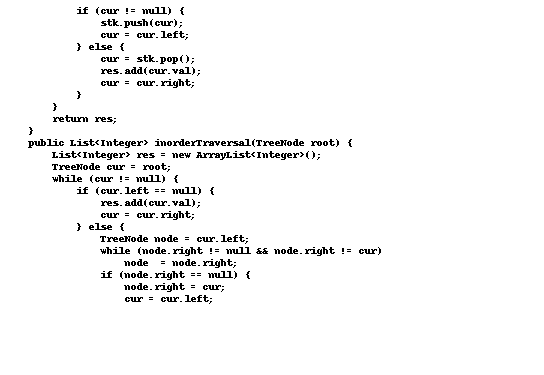 if (cur != null) {
                stk.push(cur);
                cur = cur.left;
            } else {
                cur = stk.pop();
                res.add(cur.val);
                cur = cur.right;
            }
        }
        return res;
    }
    public List<Integer> inorderTraversal(TreeNode root) {
        List<Integer> res = new ArrayList<Integer>();
        TreeNode cur = root;
        while (cur != null) {
            if (cur.left == null) {
                res.add(cur.val);
                cur = cur.right;
            } else {
                TreeNode node = cur.left;
                while (node.right != null && node.right != cur)
                    node  = node.right;
                if (node.right == null) {
                    node.right = cur;
                    cur = cur.left;